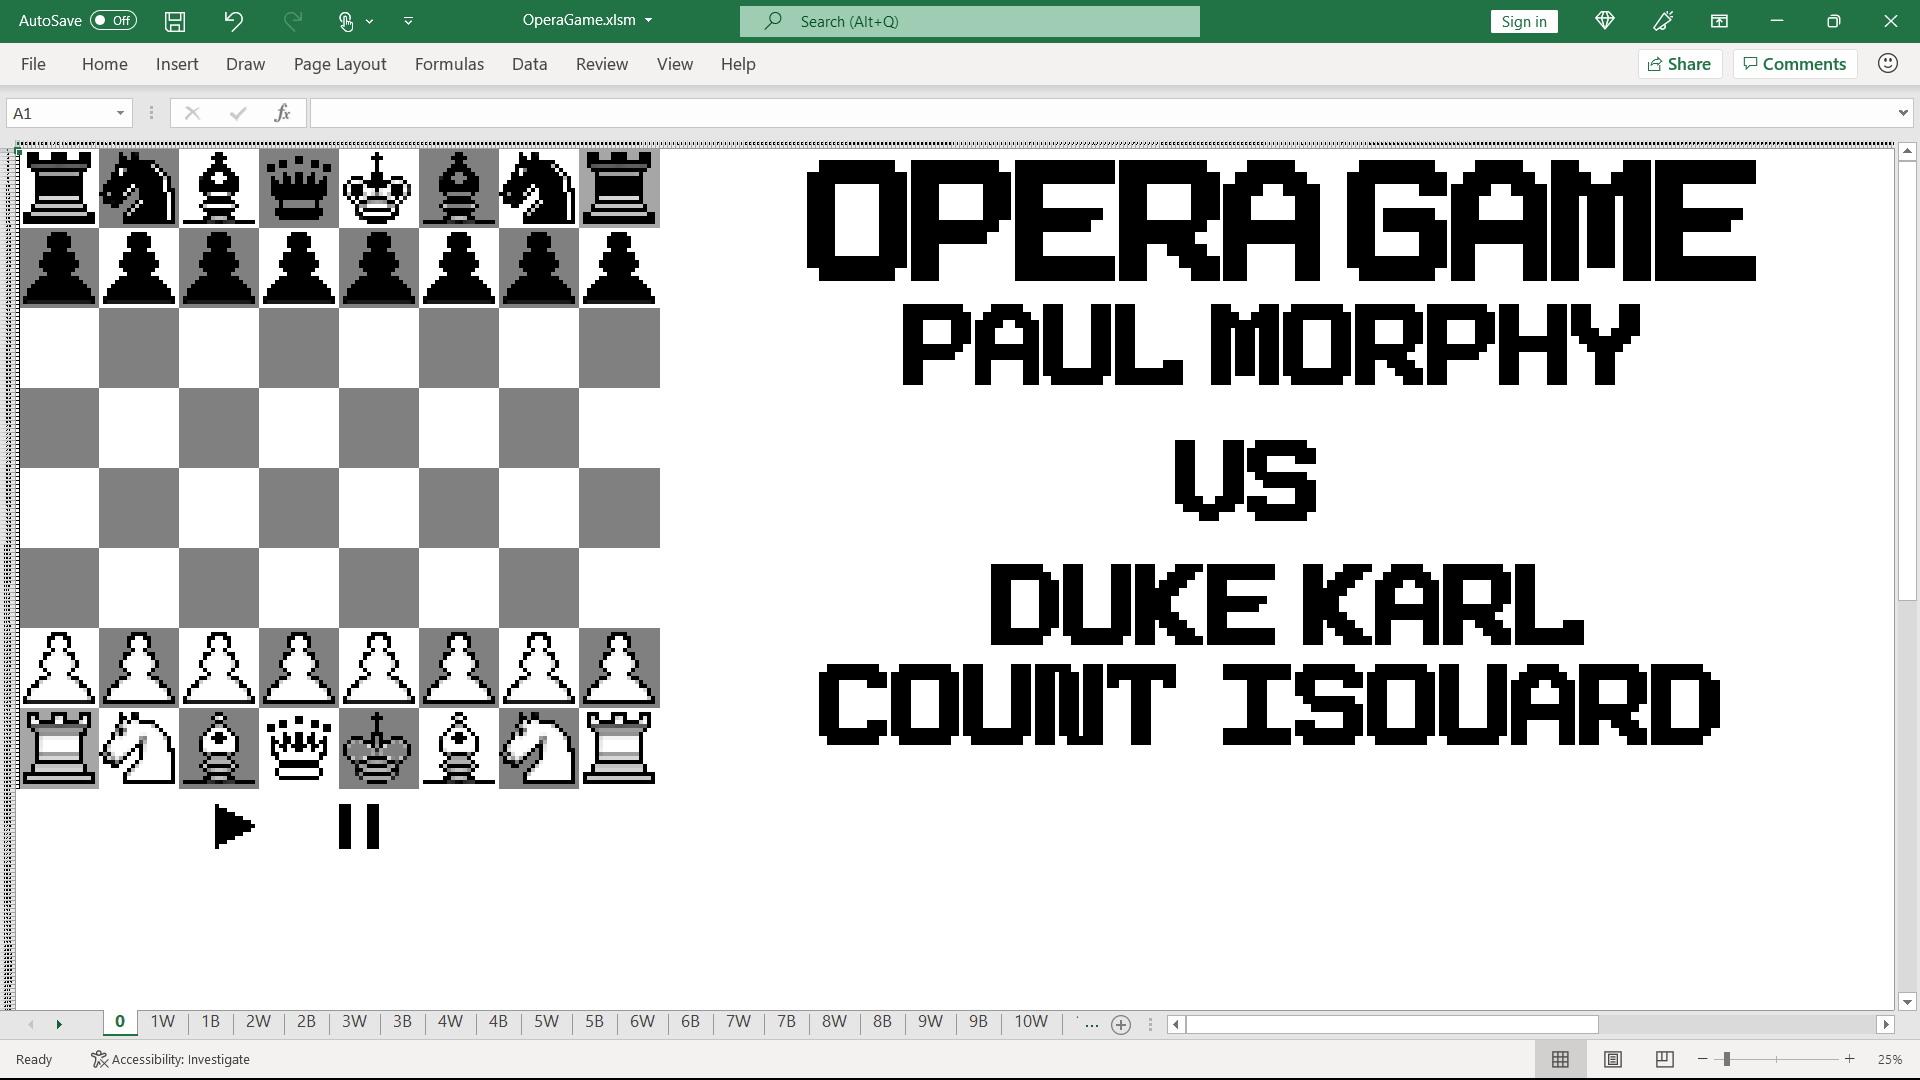 AutoSave Off OperaGame.xlsm Search (Alt+Q) Sign in
File Home Insert Draw Page Layout Formulas Data Review View Help Share Comments
A1 fx
OPERA GAME
PAUL MORPHY
VS
DUKE KARL
COUNT ISOUARD
0 1W 1B 2W 2B 3W 3B 4W 4B 5W 5B 6W 6B 7W 7B 8W 8B 9W 9B 10W ...
Ready Accessibility: Investigate 25%